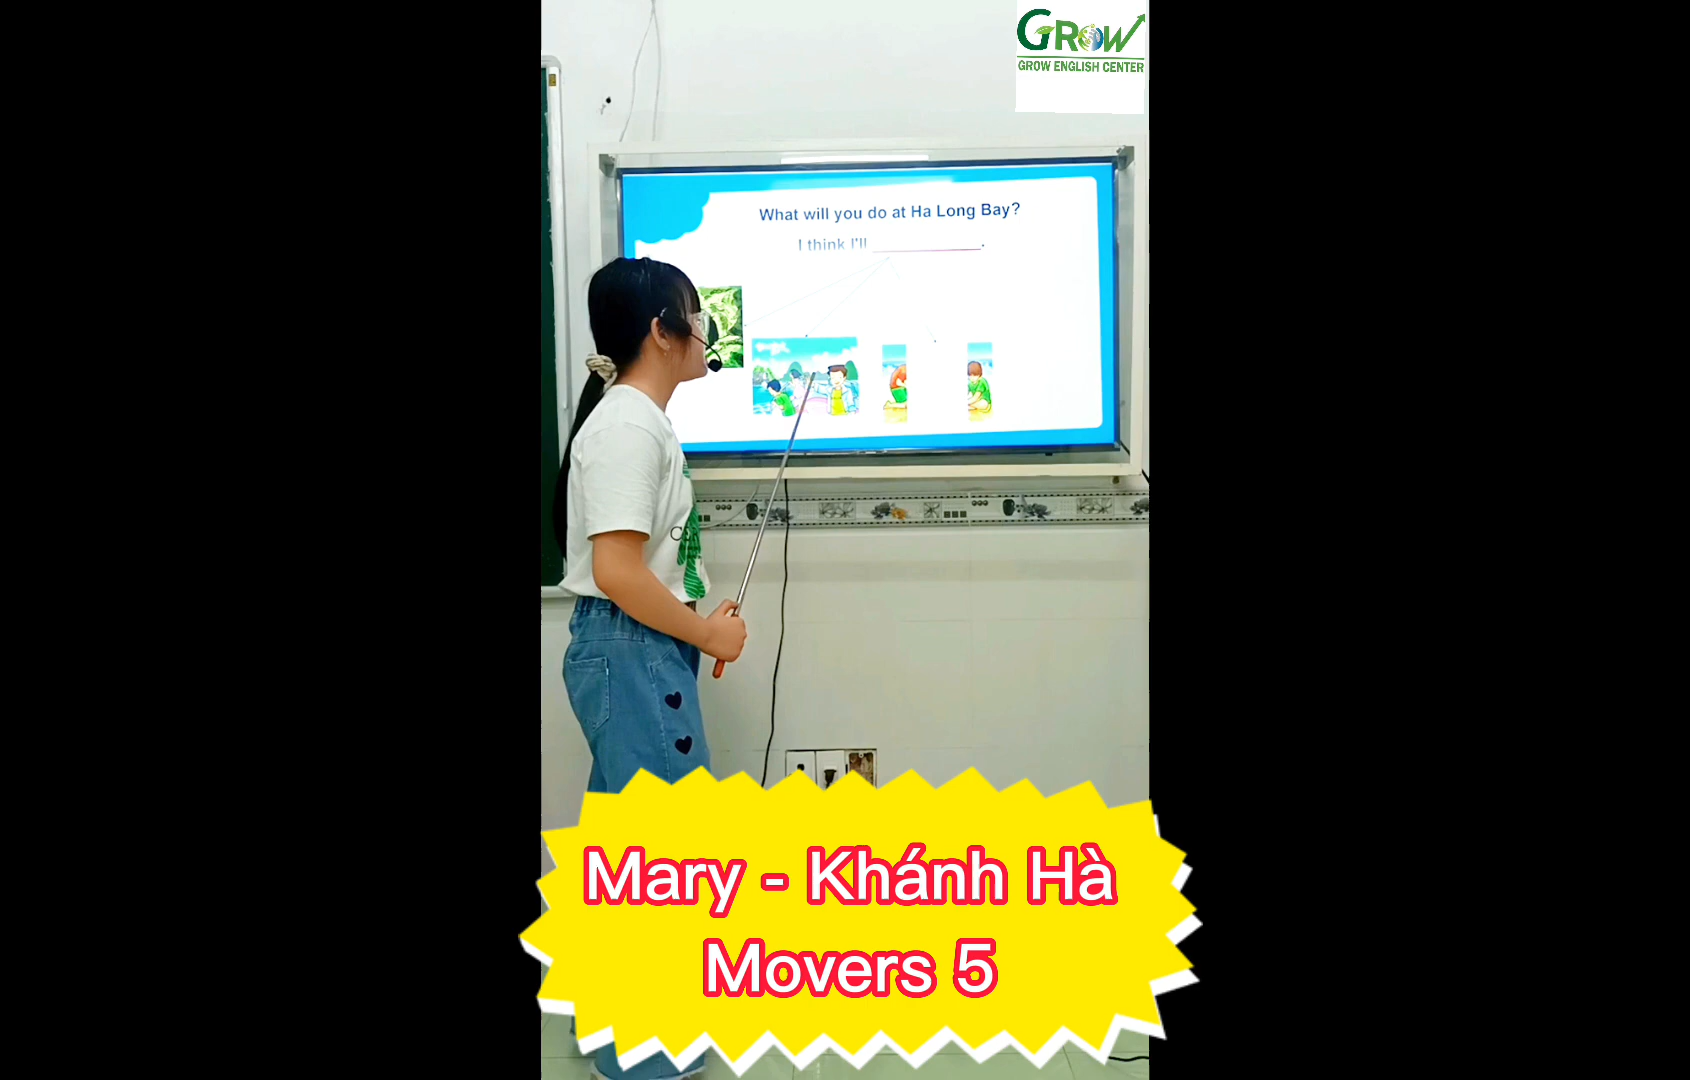 GROW
GROW ENGLISH CENTER
What will you do at Ha Long Bay?
I think I'll ____________.
Mary - Khánh Hà
Movers 5